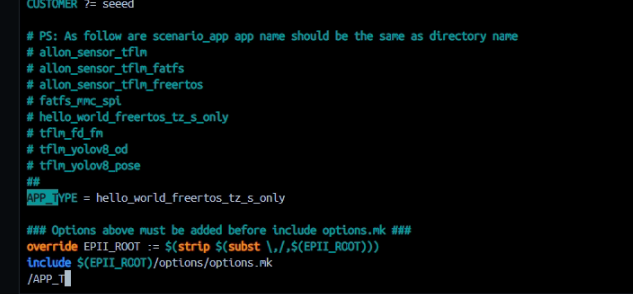 CUSTOMER ?= seeed
# PS: As follow are scenario_app app name should be the same as directory name
# allon_sensor_tflm
# allon_sensor_tflm_fatfs
# allon_sensor_tflm_freertos
# fatfs_mmc_spi
# hello_world_freertos_tz_s_only
# tflm_fd_fm
# tflm_yolov8_od
# tflm_yolov8_pose
##
APP_TYPE = hello_world_freertos_tz_s_only
### Options above must be added before include options.mk ###
override EPII_ROOT := $(strip $(subst \,/,$(EPII_ROOT)))
include $(EPII_ROOT)/options/options.mk
/APP_T